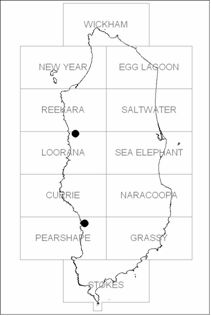 WICKHAM
NEW YEAR EGG LAGOON
REEKARA SALTWATER
LOORANA SEA ELEPHANT
CURRIE NARACOOPA
PEARSHAPE GRASSY
STOKES